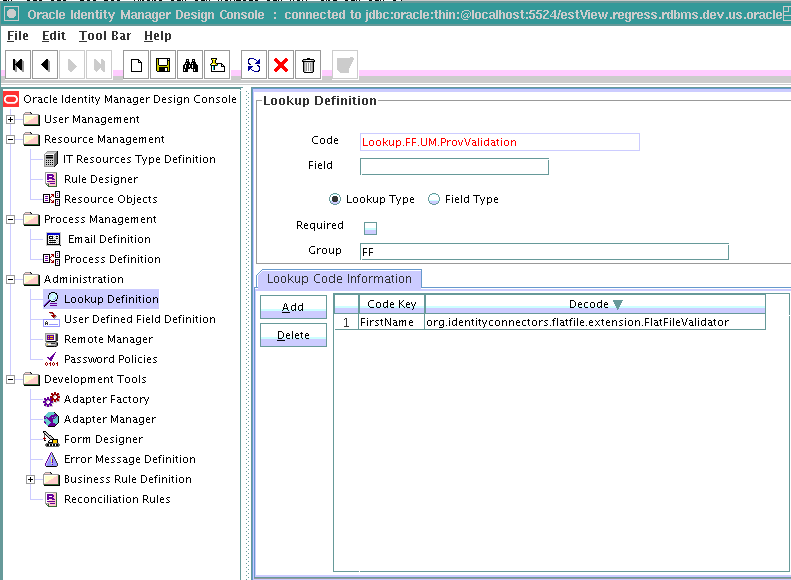 Oracle Identity Manager Design Console : connected to jdbc:oracle:thin:@localhost:5524/estView.regress.rdbms.dev.us.oracle
File Edit Tool Bar Help
Oracle Identity Manager Design Console
User Management
Resource Management
IT Resources Type Definition
Rule Designer
Resource Objects
Process Management
Email Definition
Process Definition
Administration
Lookup Definition
User Defined Field Definition
Remote Manager
Password Policies
Development Tools
Adapter Factory
Adapter Manager
Form Designer
Error Message Definition
Business Rule Definition
Reconciliation Rules
Lookup Definition
Code Lookup.FF.UM.ProvValidation
Field
Lookup Type Field Type
Required
Group FF
Lookup Code Information
Add
Delete
Code Key Decode
1 FirstName org.identityconnectors.flatfile.extension.FlatFileValidator